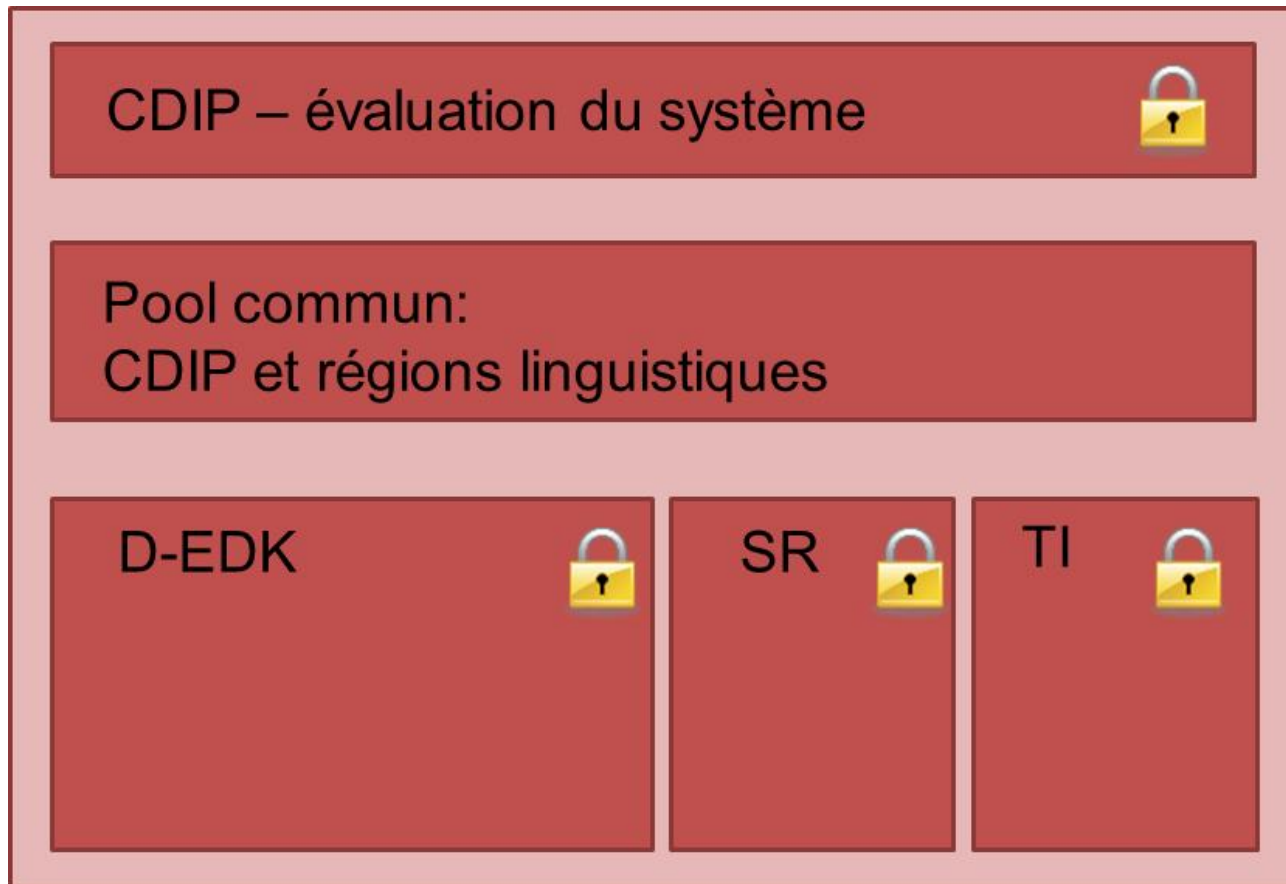 CDIP – évaluation du système
Pool commun:
CDIP et régions linguistiques
D-EDK
SR
TI